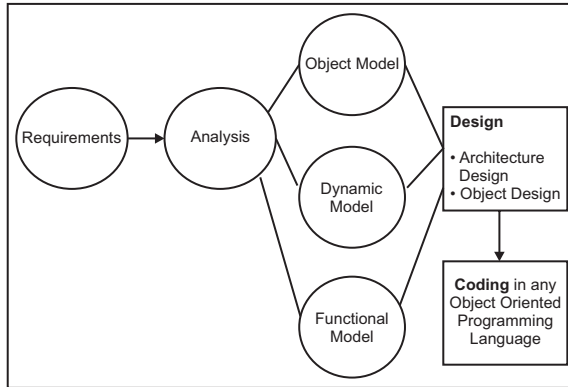 Requirements
Analysis
Object Model
Dynamic
Model
Functional
Model
Design
• Architecture
Design
• Object Design
Coding in any
Object Oriented
Programming
Language